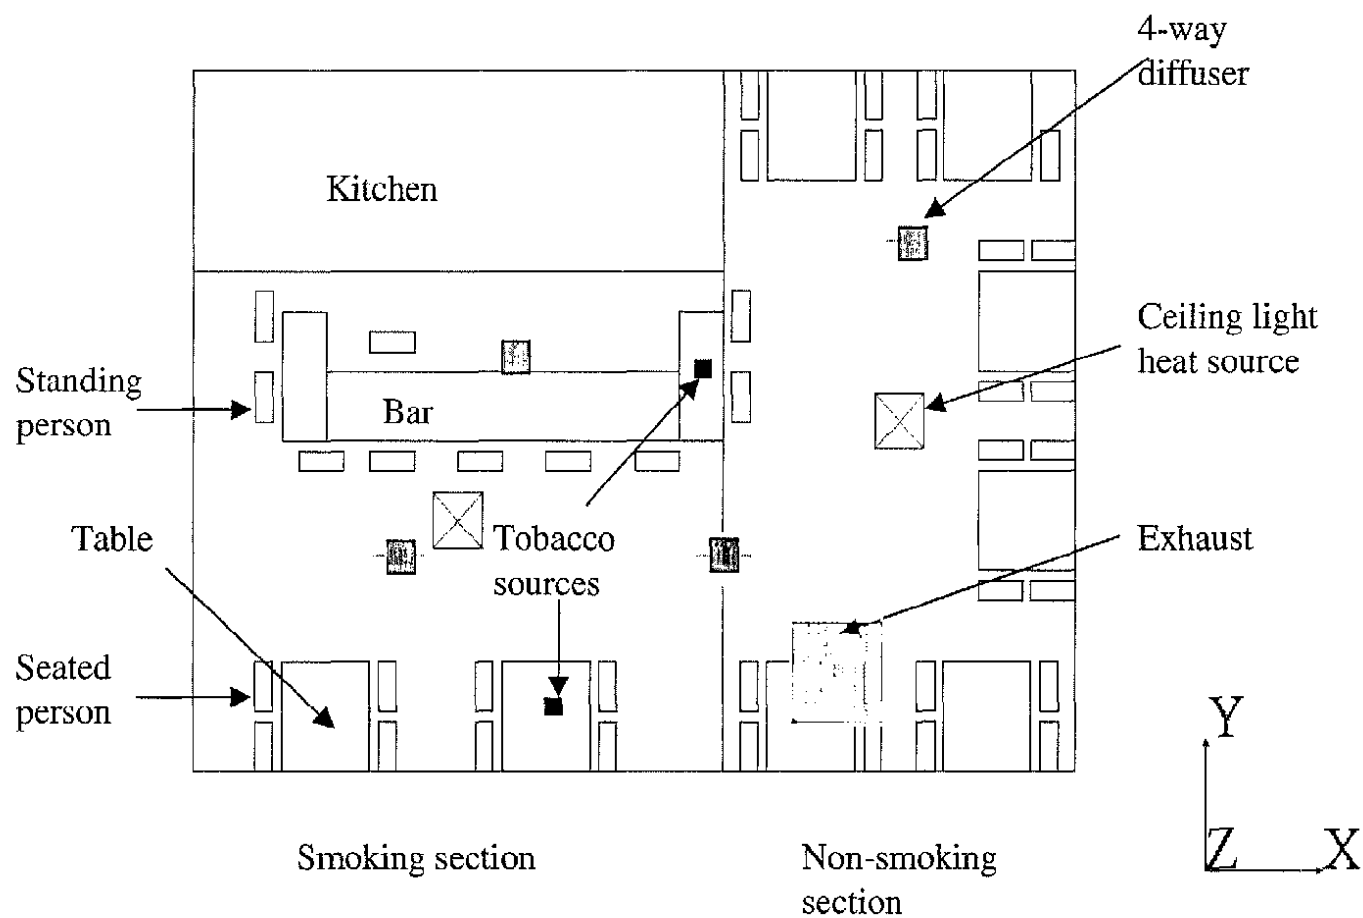 4-way
diffuser
Kitchen
Ceiling light
heat source
Standing
person
Bar
Table
Tobacco
sources
Exhaust
Seated
person
Y
Z
X
Smoking section
Non-smoking
section